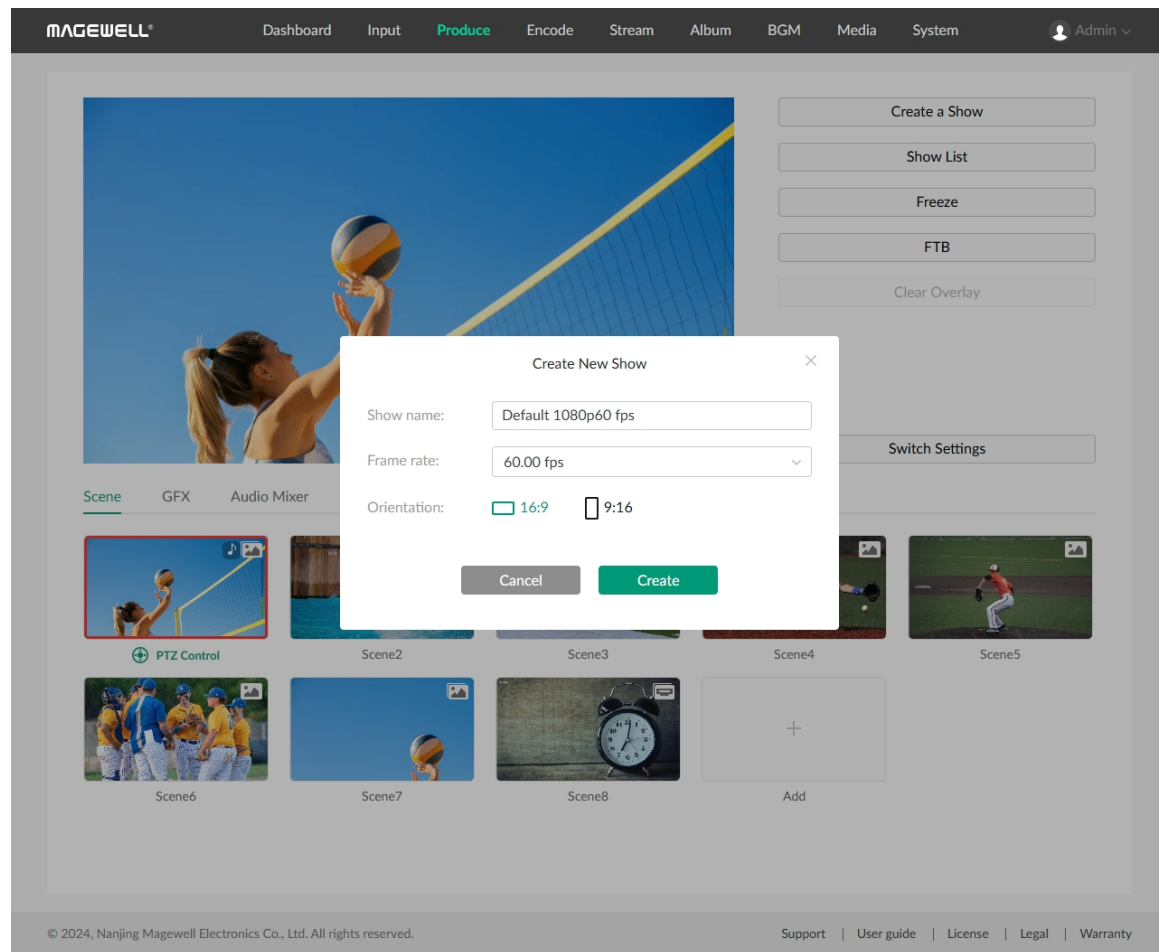 MAGEWELL®
Dashboard Input Produce Encode Stream Album BGM Media System Admin
Create a Show
Show List
Freeze
FTB
Clear Overlay
Switch Settings
Create New Show
Show name: Default 1080p60 fps
Frame rate: 60.00 fps
Orientation: 16:9 9:16
Cancel Create
Scene GFX Audio Mixer
PTZ Control Scene2 Scene3 Scene4 Scene5
Scene6 Scene7 Scene8 Add
© 2024, Nanjing Magewell Electronics Co., Ltd. All rights reserved. Support | User guide | License | Legal | Warranty